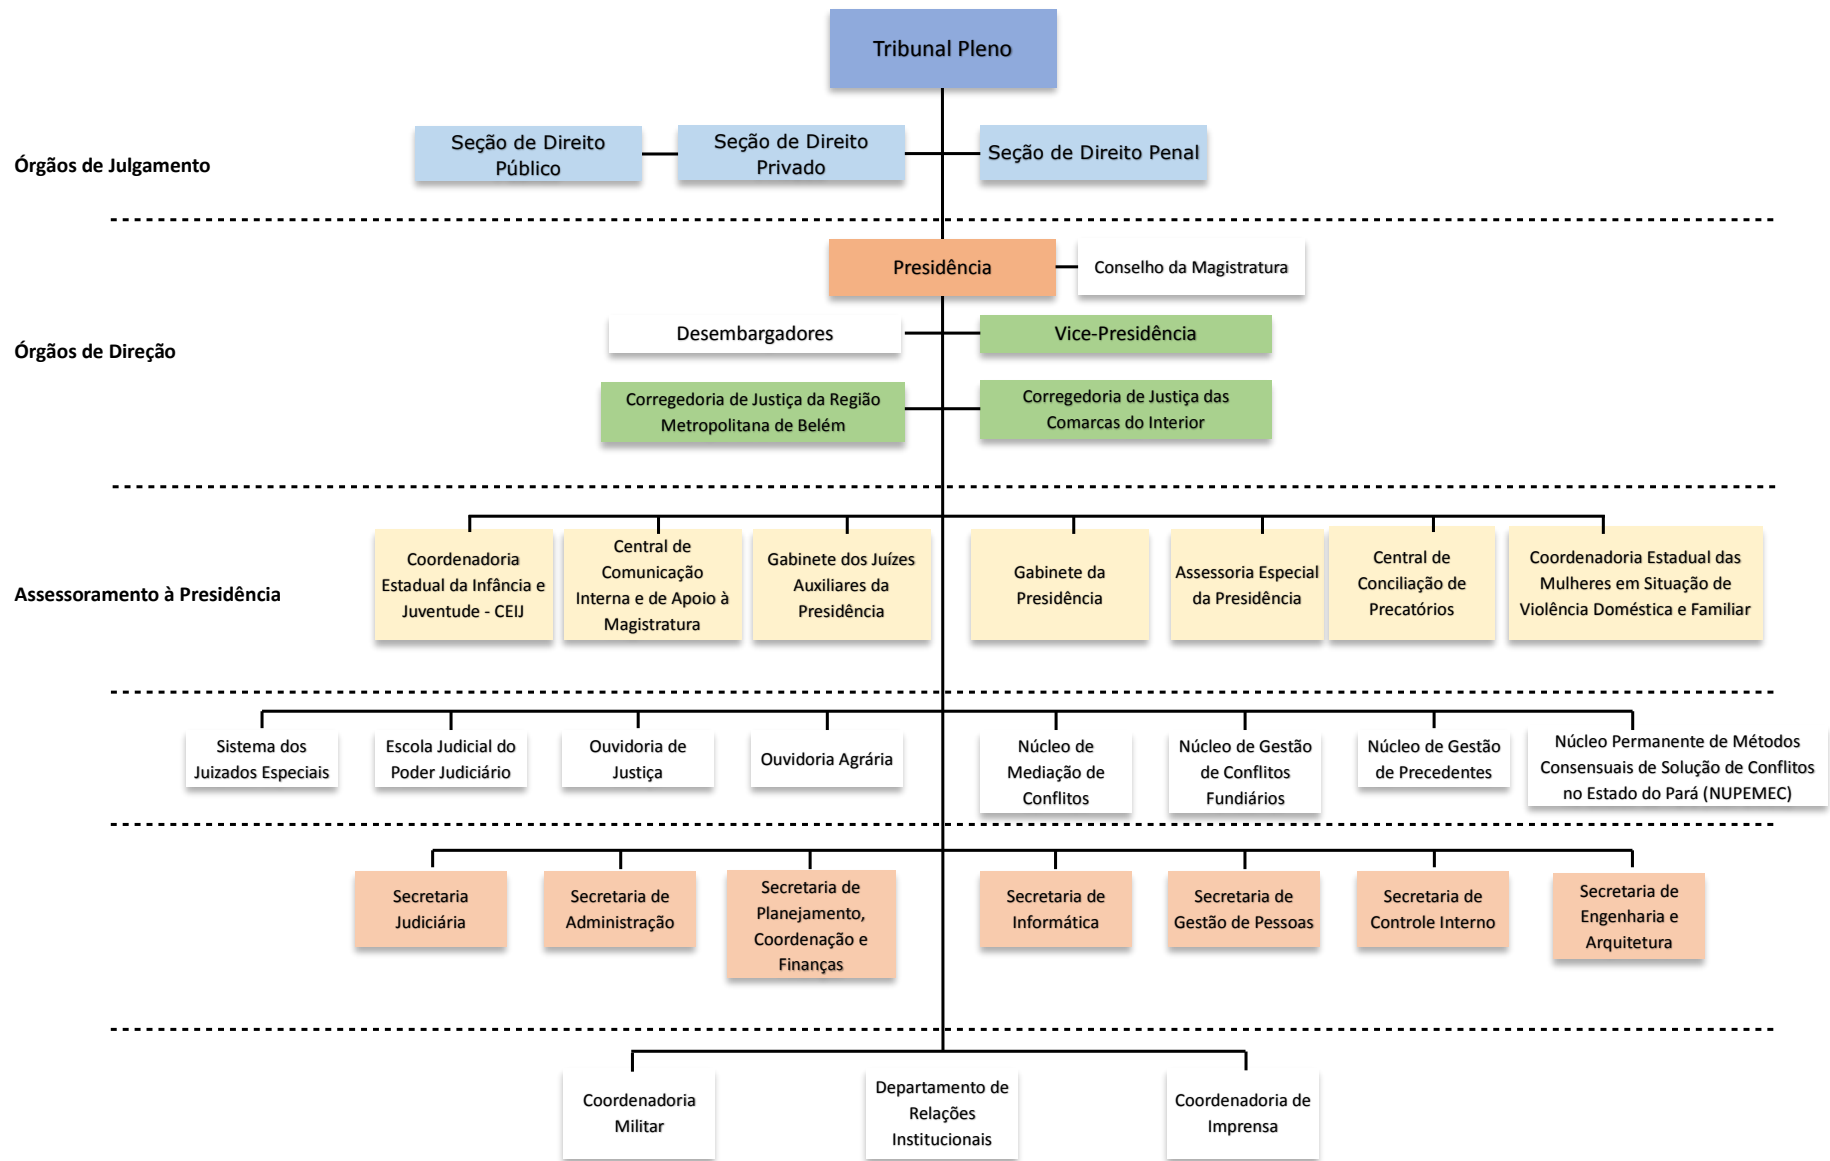 Tribunal Pleno
Órgãos de Julgamento
Seção de Direito
Público
Seção de Direito
Privado
Seção de Direito Penal
Órgãos de Direção
Presidência
Conselho da Magistratura
Desembargadores
Vice-Presidência
Corregedoria de Justiça da Região
Metropolitana de Belém
Corregedoria de Justiça das
Comarcas do Interior
Assessoramento à Presidência
Coordenadoria
Estadual da Infância e
Juventude - CEIJ
Central de
Comunicação
Interna e de Apoio à
Magistratura
Gabinete dos Juízes
Auxiliares da
Presidência
Gabinete da
Presidência
Assessoria Especial
da Presidência
Central de
Conciliação de
Precatórios
Coordenadoria Estadual das
Mulheres em Situação de
Violência Doméstica e Familiar
Sistema dos
Juizados Especiais
Escola Judicial do
Poder Judiciário
Ouvidoria de
Justiça
Ouvidoria Agrária
Núcleo de
Mediação de
Conflitos
Núcleo de Gestão
de Conflitos
Fundiários
Núcleo de Gestão
de Precedentes
Núcleo Permanente de Métodos
Consensuais de Solução de Conflitos
no Estado do Pará (NUPEMEC)
Secretaria
Judiciária
Secretaria de
Administração
Secretaria de
Planejamento,
Coordenação e
Finanças
Secretaria de
Informática
Secretaria de
Gestão de Pessoas
Secretaria de
Controle Interno
Secretaria de
Engenharia e
Arquitetura
Coordenadoria
Militar
Departamento de
Relações
Institucionais
Coordenadoria de
Imprensa